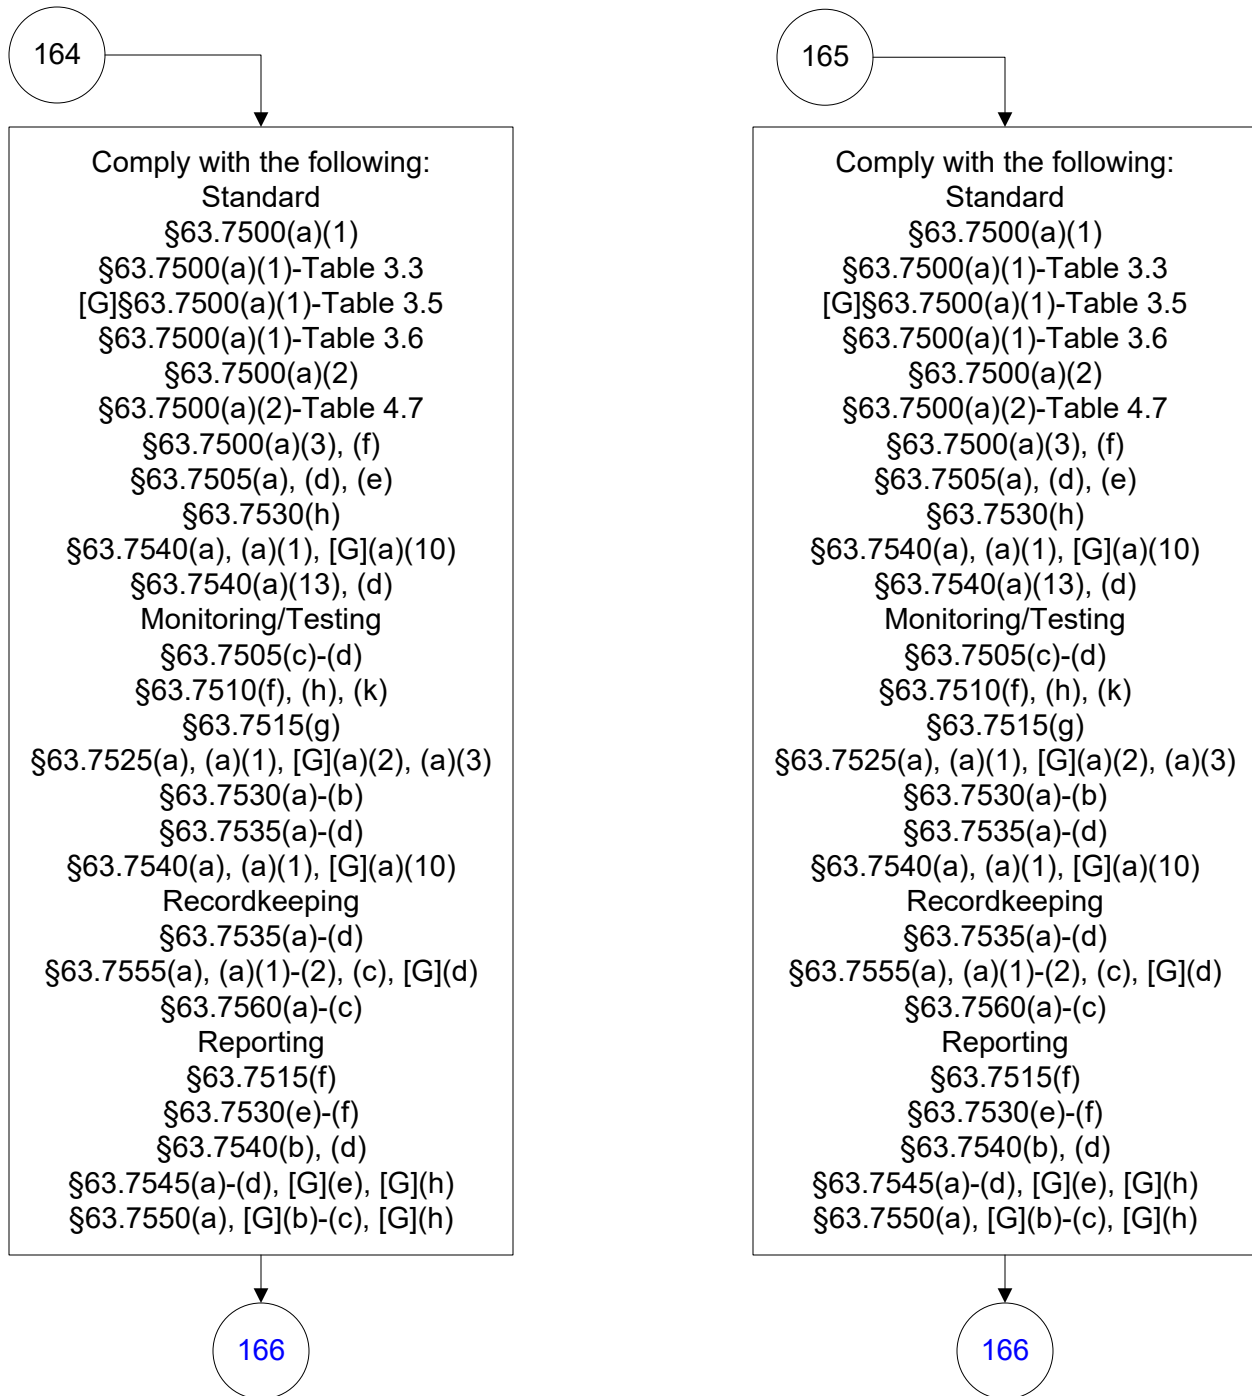 164
Comply with the following:
Standard
§63.7500(a)(1)
§63.7500(a)(1)-Table 3.3
[G]§63.7500(a)(1)-Table 3.5
§63.7500(a)(1)-Table 3.6
§63.7500(a)(2)
§63.7500(a)(2)-Table 4.7
§63.7500(a)(3), (f)
§63.7505(a), (d), (e)
§63.7530(h)
§63.7540(a), (a)(1), [G](a)(10)
§63.7540(a)(13), (d)
Monitoring/Testing
§63.7505(c)-(d)
§63.7510(f), (h), (k)
§63.7515(g)
§63.7525(a), (a)(1), [G](a)(2), (a)(3)
§63.7530(a)-(b)
§63.7535(a)-(d)
§63.7540(a), (a)(1), [G](a)(10)
Recordkeeping
§63.7535(a)-(d)
§63.7555(a), (a)(1)-(2), (c), [G](d)
§63.7560(a)-(c)
Reporting
§63.7515(f)
§63.7530(e)-(f)
§63.7540(b), (d)
§63.7545(a)-(d), [G](e), [G](h)
§63.7550(a), [G](b)-(c), [G](h)
166
165
Comply with the following:
Standard
§63.7500(a)(1)
§63.7500(a)(1)-Table 3.3
[G]§63.7500(a)(1)-Table 3.5
§63.7500(a)(1)-Table 3.6
§63.7500(a)(2)
§63.7500(a)(2)-Table 4.7
§63.7500(a)(3), (f)
§63.7505(a), (d), (e)
§63.7530(h)
§63.7540(a), (a)(1), [G](a)(10)
§63.7540(a)(13), (d)
Monitoring/Testing
§63.7505(c)-(d)
§63.7510(f), (h), (k)
§63.7515(g)
§63.7525(a), (a)(1), [G](a)(2), (a)(3)
§63.7530(a)-(b)
§63.7535(a)-(d)
§63.7540(a), (a)(1), [G](a)(10)
Recordkeeping
§63.7535(a)-(d)
§63.7555(a), (a)(1)-(2), (c), [G](d)
§63.7560(a)-(c)
Reporting
§63.7515(f)
§63.7530(e)-(f)
§63.7540(b), (d)
§63.7545(a)-(d), [G](e), [G](h)
§63.7550(a), [G](b)-(c), [G](h)
166